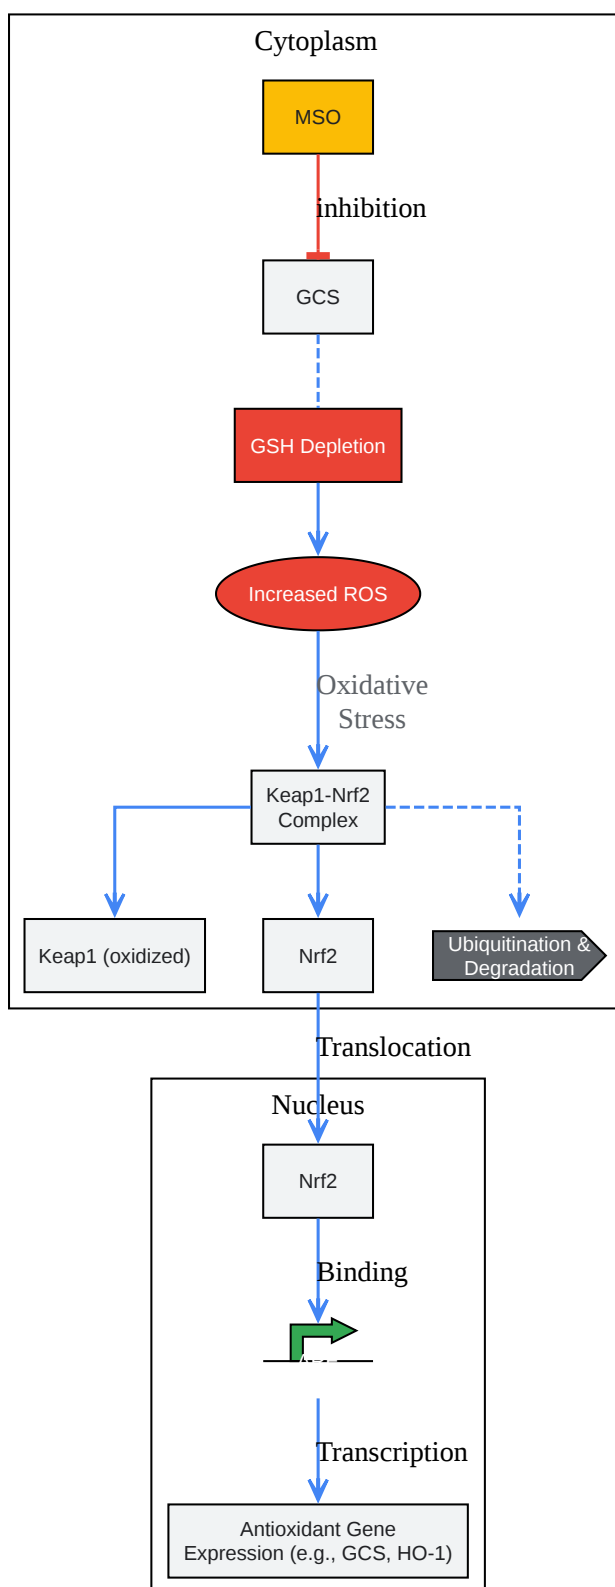 Cytoplasm
MSO
inhibition
GCS
GSH Depletion
Increased ROS
Oxidative
Stress
Keap1-Nrf2
Complex
Keap1 (oxidized)
Nrf2
Ubiquitination &
Degradation
Translocation
Nucleus
Nrf2
Binding
Transcription
Antioxidant Gene
Expression (e.g., GCS, HO-1)